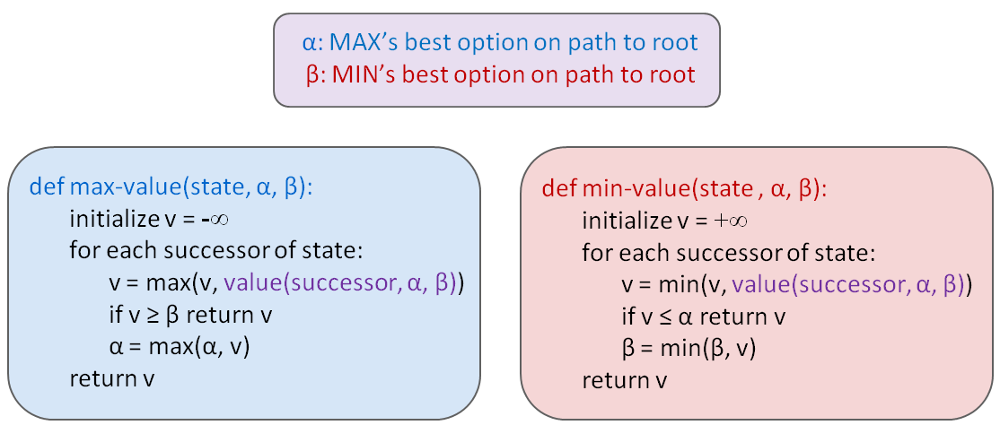 α: MAX’s best option on path to root
β: MIN’s best option on path to root
def max-value(state, α, β):
initialize v = -∞
for each successor of state:
v = max(v, value(successor, α, β))
if v ≥ β return v
α = max(α, v)
return v
def min-value(state , α, β):
initialize v = +∞
for each successor of state:
v = min(v, value(successor, α, β))
if v ≤ α return v
β = min(β, v)
return v